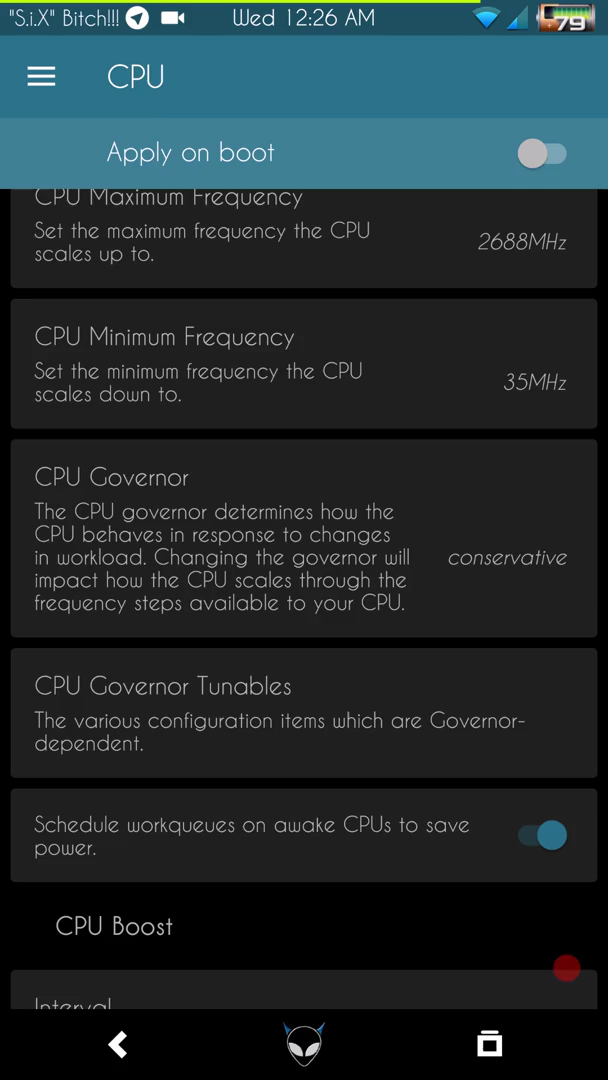 "S.i.X" Bitch!!! Wed 12:26 AM 79
CPU
Apply on boot
CPU Maximum Frequency
Set the maximum frequency the CPU
scales up to.
2688MHz
CPU Minimum Frequency
Set the minimum frequency the CPU
scales down to.
35MHz
CPU Governor
The CPU governor determines how the
CPU behaves in response to changes
in workload. Changing the governor will
impact how the CPU scales through the
frequency steps available to your CPU.
conservative
CPU Governor Tunables
The various configuration items which are Governor-
dependent.
Schedule workqueues on awake CPUs to save
power.
CPU Boost
Interval